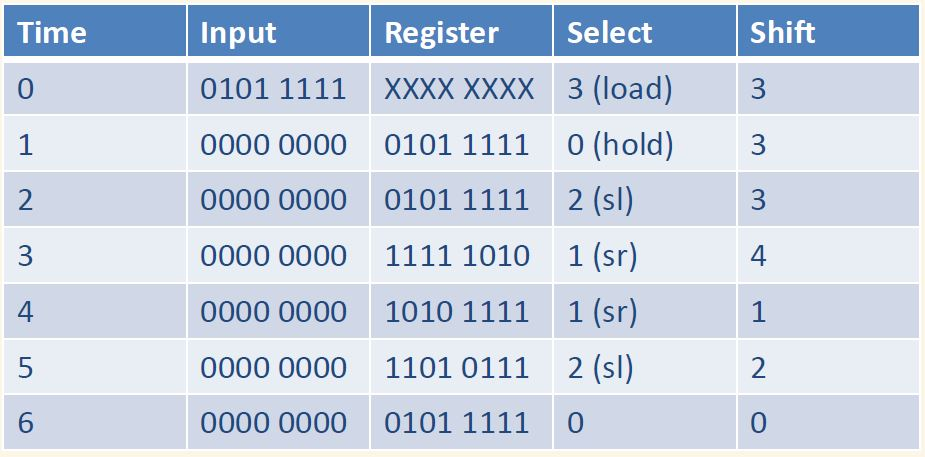 Time Input Register Select Shift
0 0101 1111 XXXX XXXX 3 (load) 3
1 0000 0000 0101 1111 0 (hold) 3
2 0000 0000 0101 1111 2 (sl) 3
3 0000 0000 1111 1010 1 (sr) 4
4 0000 0000 1010 1111 1 (sr) 1
5 0000 0000 1101 0111 2 (sl) 2
6 0000 0000 0101 1111 0 0